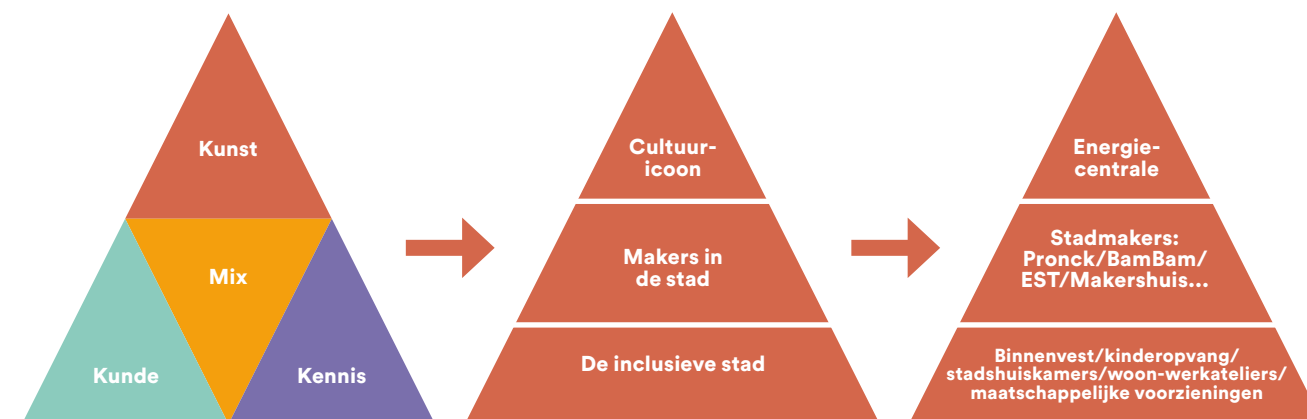 Kunst
Mix
Kunde
Kennis
Cultuur-
icoon
Makers in
de stad
De inclusieve stad
Energie-
centrale
Stadmakers:
Pronck/BamBam/
EST/Makershuis...
Binnenvest/kinderopvang/
stadshuiskamers/woon-werkateliers/
maatschappelijke voorzieningen